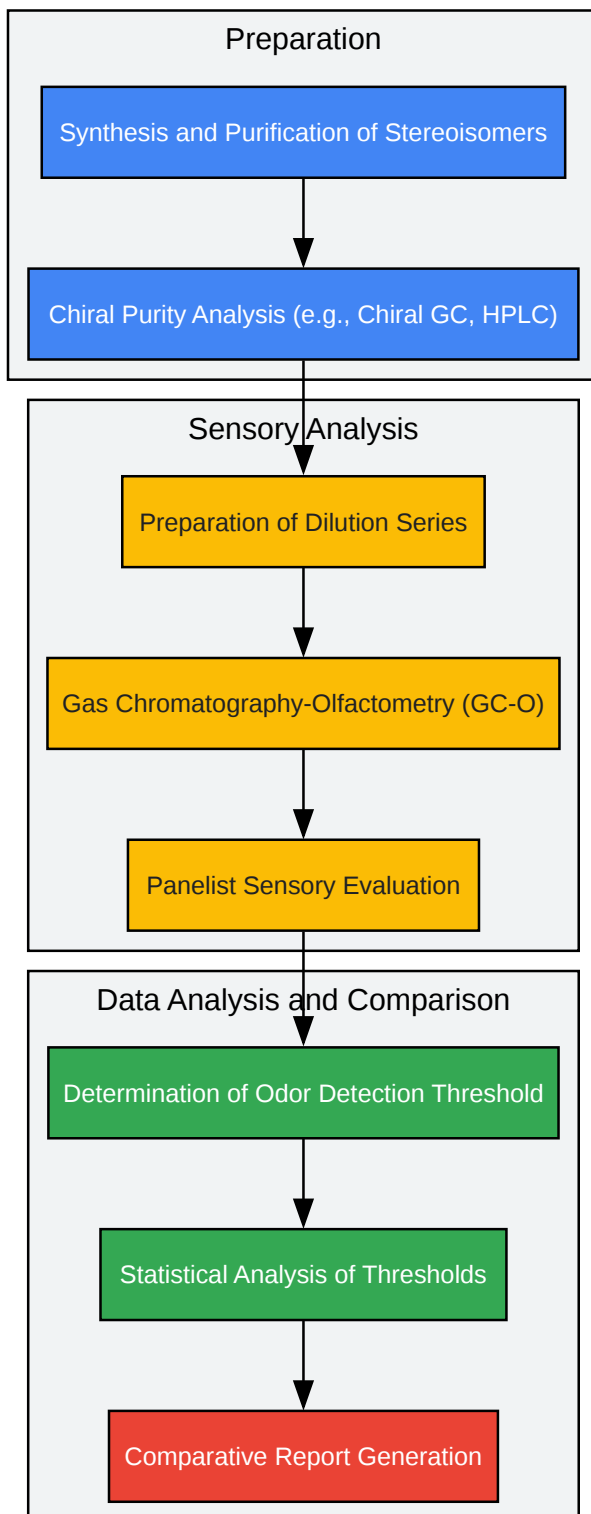 Preparation
Synthesis and Purification of Stereoisomers
Chiral Purity Analysis (e.g., Chiral GC, HPLC)
Sensory Analysis
Preparation of Dilution Series
Gas Chromatography-Olfactometry (GC-O)
Panelist Sensory Evaluation
Data Analysis and Comparison
Determination of Odor Detection Threshold
Statistical Analysis of Thresholds
Comparative Report Generation